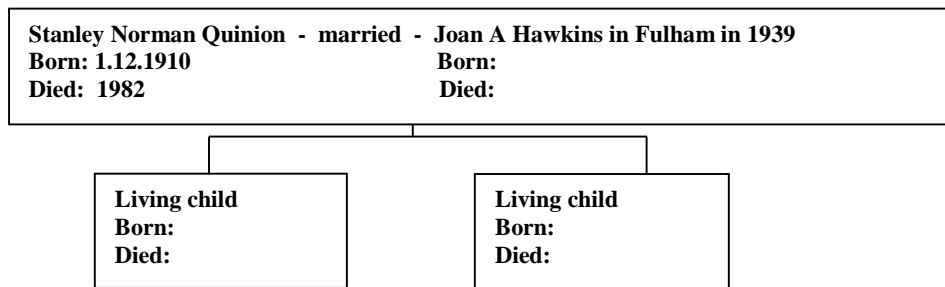 Stanley Norman Quinion - married - Joan A Hawkins in Fulham in 1939
Born: 1.12.1910 Born:
Died: 1982 Died:
Living child
Born:
Died:
Living child
Born:
Died: